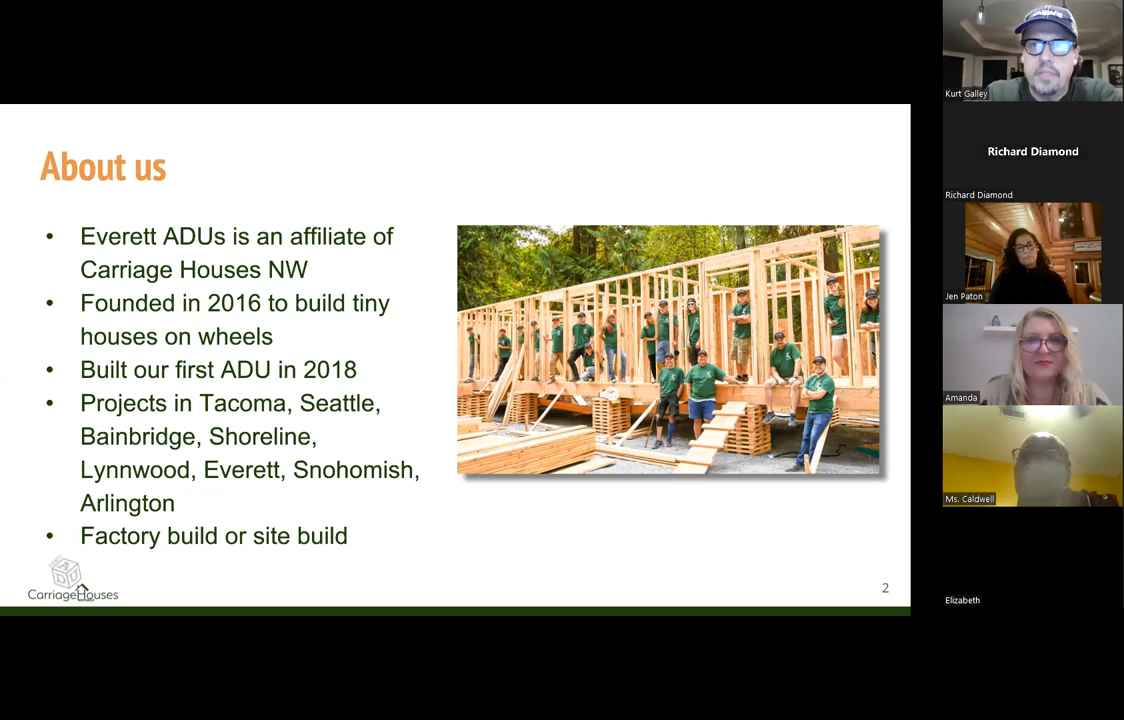 About us
• Everett ADUs is an affiliate of
Carriage Houses NW
• Founded in 2016 to build tiny
houses on wheels
• Built our first ADU in 2018
• Projects in Tacoma, Seattle,
Bainbridge, Shoreline,
Lynnwood, Everett, Snohomish,
Arlington
• Factory build or site build
ADU
CarriageHouses
2
Kurt Galley
Richard Diamond
Richard Diamond
Jen Paton
Amanda
Ms. Caldwell
Elizabeth